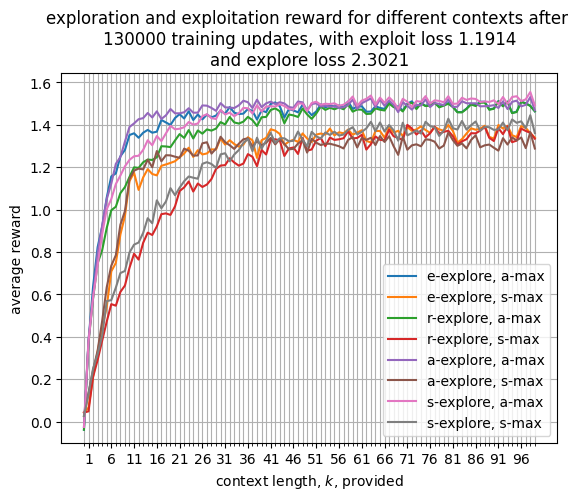 exploration and exploitation reward for different contexts after
130000 training updates, with exploit loss 1.1914
and explore loss 2.3021
1.6
1.4
1.2
1.0
0.8
0.6
0.4
0.2
0.0
average reward
e-explore, a-max
e-explore, s-max
r-explore, a-max
r-explore, s-max
a-explore, a-max
a-explore, s-max
s-explore, a-max
s-explore, s-max
1 6 11 16 21 26 31 36 41 46 51 56 61 66 71 76 81 86 91 96
context length, k, provided